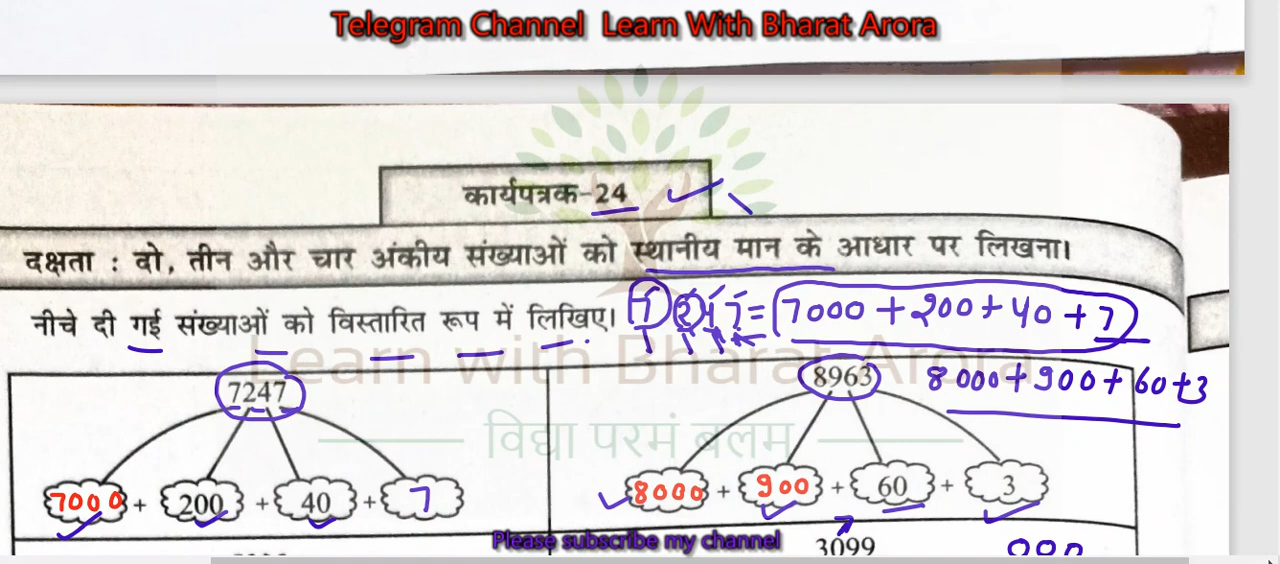 Telegram Channel Learn With Bharat Arora
कार्यपत्रक-24
दक्षता : दो, तीन और चार अंकीय संख्याओं को स्थानीय मान के आधार पर लिखना।
नीचे दी गई संख्याओं को विस्तारित रूप में लिखिए। 7247=7000+200+40+7
Learn with Bharat Arora
7247 8963 8000+900+60+3
विद्या परमं बलम
7000 + 200 + 40 + 7 8000 + 900 + 60 + 3
Please subscribe my channel
3099